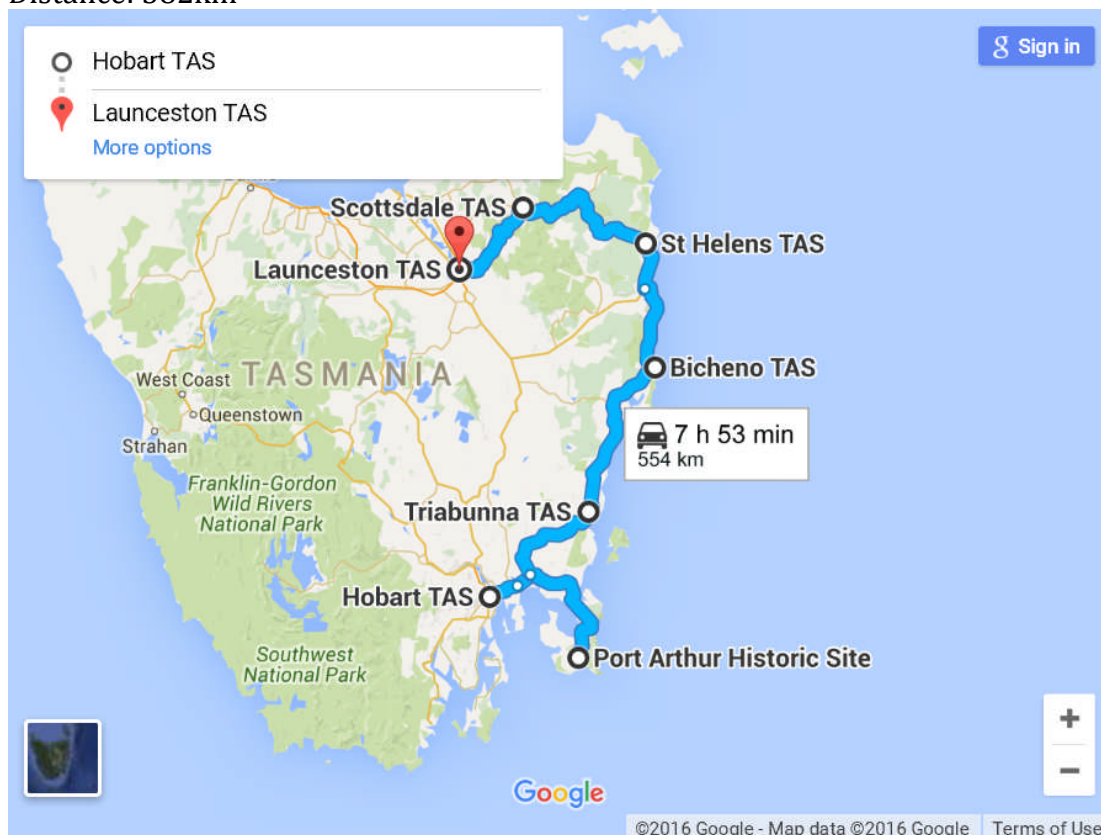 Distance:
Hobart TAS
Launceston TAS
More options
Sign in
Scottsdale TAS
St Helens TAS
Launceston TAS
Bicheno TAS
TASMANIA
West Coast
Queenstown
Strahan
7 h 53 min
554 km
Franklin-Gordon
Wild Rivers
National Park
Triabunna TAS
Hobart TAS
Southwest
National Park
Port Arthur Historic Site
Google
©2016 Google - Map data ©2016 Google
Terms of Use